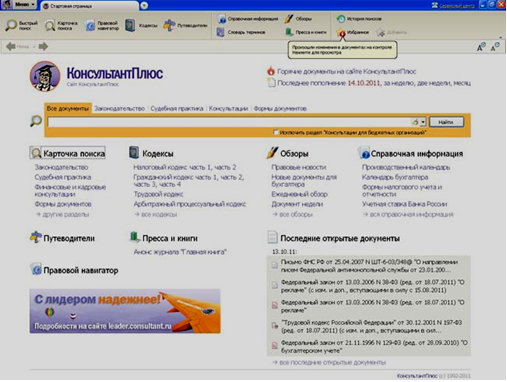 Меню
Стартовая страница
Сервисный центр
Быстрый поиск
Карточка поиска
Правовой навигатор
Кодексы
Путеводители
Справочная информация
Словарь терминов
Обзоры
Пресса и книги
История поисков
Избранное
Добавить
Назад
Произошли изменения в документах на контроле
Нажмите для просмотра
КонсультантПлюс
Сайт КонсультантПлюс
Горячие документы на сайте КонсультантПлюс
Последнее пополнение 14.10.2011, за неделю, две недели, месяц
Все документы Законодательство Судебная практика Консультации Формы документов
Найти
Исключить раздел "Консультации для бюджетных организаций"
Карточка поиска
Законодательство
Судебная практика
Финансовые и кадровые консультации
Формы документов
другие разделы
Кодексы
Налоговый кодекс часть 1, часть 2
Гражданский кодекс часть 1, часть 2, часть 3, часть 4
Трудовой кодекс
Арбитражный процессуальный кодекс
все кодексы
Обзоры
Правовые новости
Новые документы для бухгалтера
Ежедневный обзор
Документ недели
все обзоры
Справочная информация
Производственный календарь
Календарь бухгалтера
Формы налогового учета и отчетности
Учетная ставка Банка России
вся справочная информация
Путеводители
Пресса и книги
Анонс журнала "Главная книга"
Правовой навигатор
С лидером надежнее!
Подробности на сайте leader.consultant.ru
Последние открытые документы
13.10.11:
Письмо ФНС РФ от 25.04.2007 N ШТ-6-03/348@ "О направлении писем Федеральной антимонопольной службы от 23.01.200...
Федеральный закон от 13.03.2006 N 38-ФЗ (ред. от 18.07.2011) "О рекламе" (с изм. и доп., вступающими в силу с ...
Федеральный закон от 13.03.2006 N 38-ФЗ (ред. от 18.07.2011) "О рекламе" (с изм. и доп., вступающими в силу с ...
"Трудовой кодекс Российской Федерации" от 30.12.2001 N 197-ФЗ (ред. от 18.07.2011)
Федеральный закон от 21.11.1996 N 129-ФЗ (ред. от 28.09.2010) "О бухгалтерском учете"
все последние открытые документы
КонсультантПлюс (c) 1992-2011